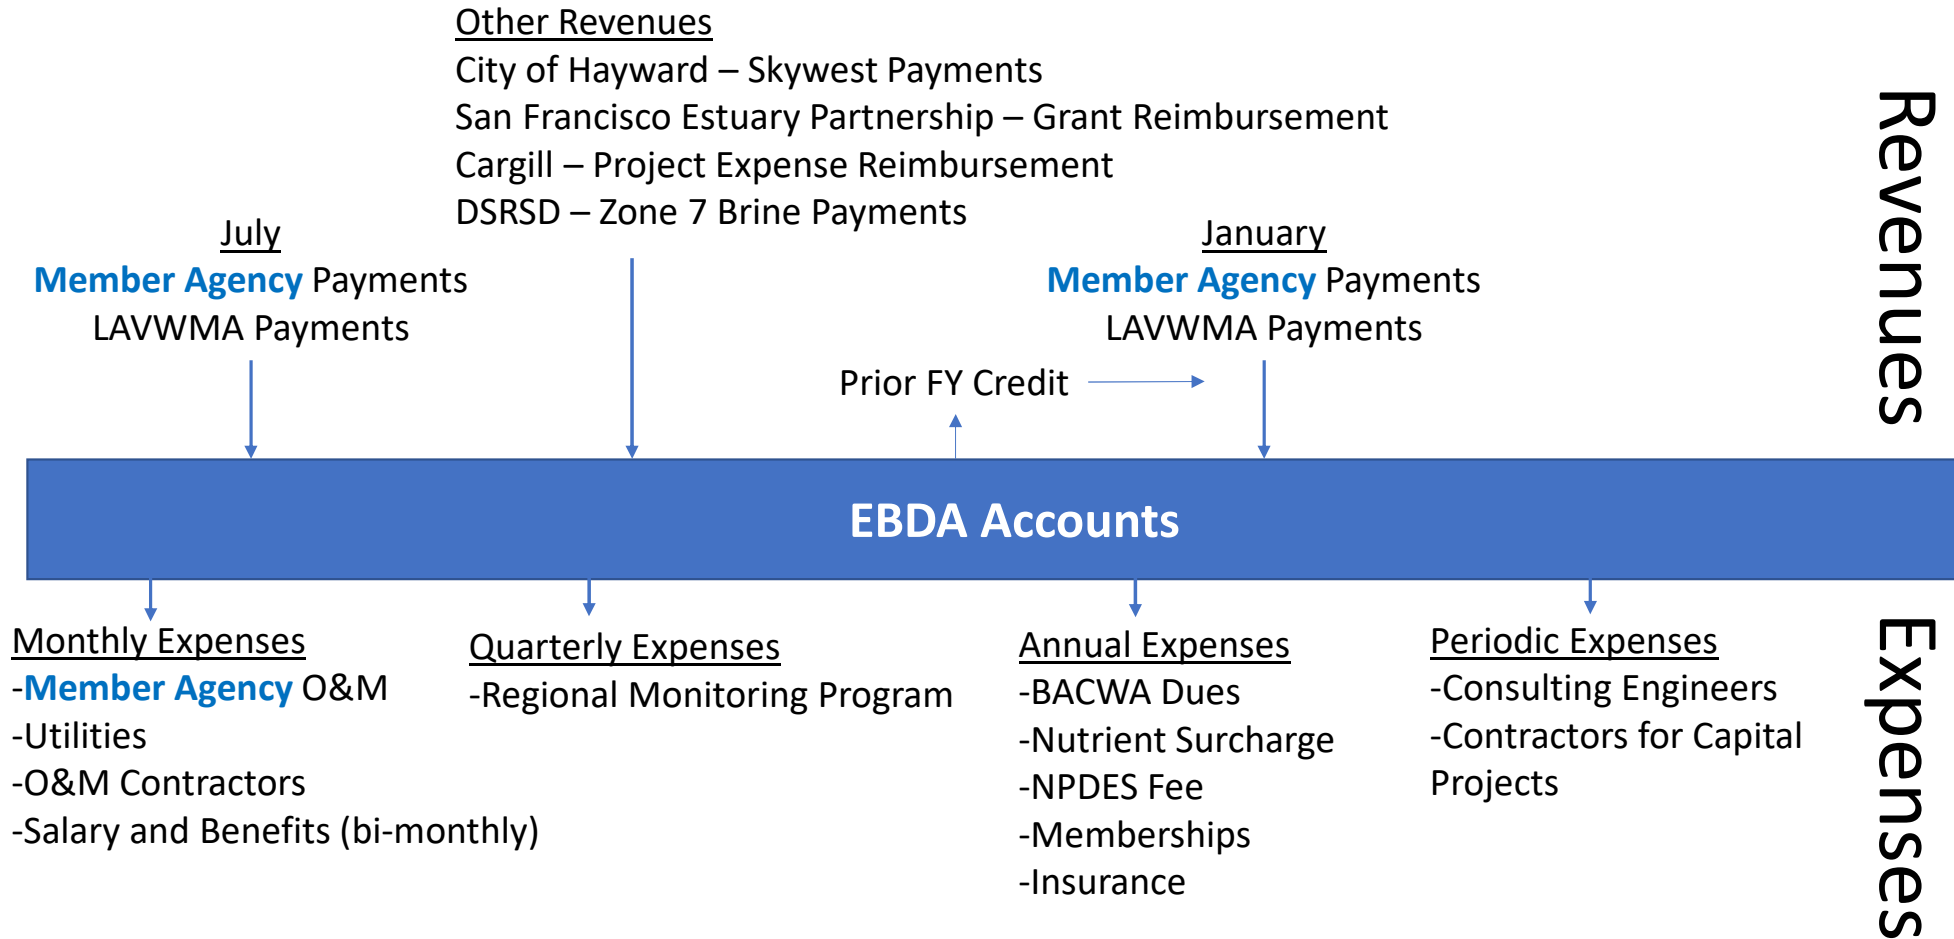 Other Revenues
City of Hayward – Skywest Payments
San Francisco Estuary Partnership – Grant Reimbursement
Cargill – Project Expense Reimbursement
DSRSD – Zone 7 Brine Payments
July
Member Agency Payments
LAVWMA Payments
January
Member Agency Payments
LAVWMA Payments
Prior FY Credit
Revenues
EBDA Accounts
Monthly Expenses
-Member Agency O&M
-Utilities
-O&M Contractors
-Salary and Benefits (bi-monthly)
Quarterly Expenses
-Regional Monitoring Program
Annual Expenses
-BACWA Dues
-Nutrient Surcharge
-NPDES Fee
-Memberships
-Insurance
Periodic Expenses
-Consulting Engineers
-Contractors for Capital
Projects
Expenses